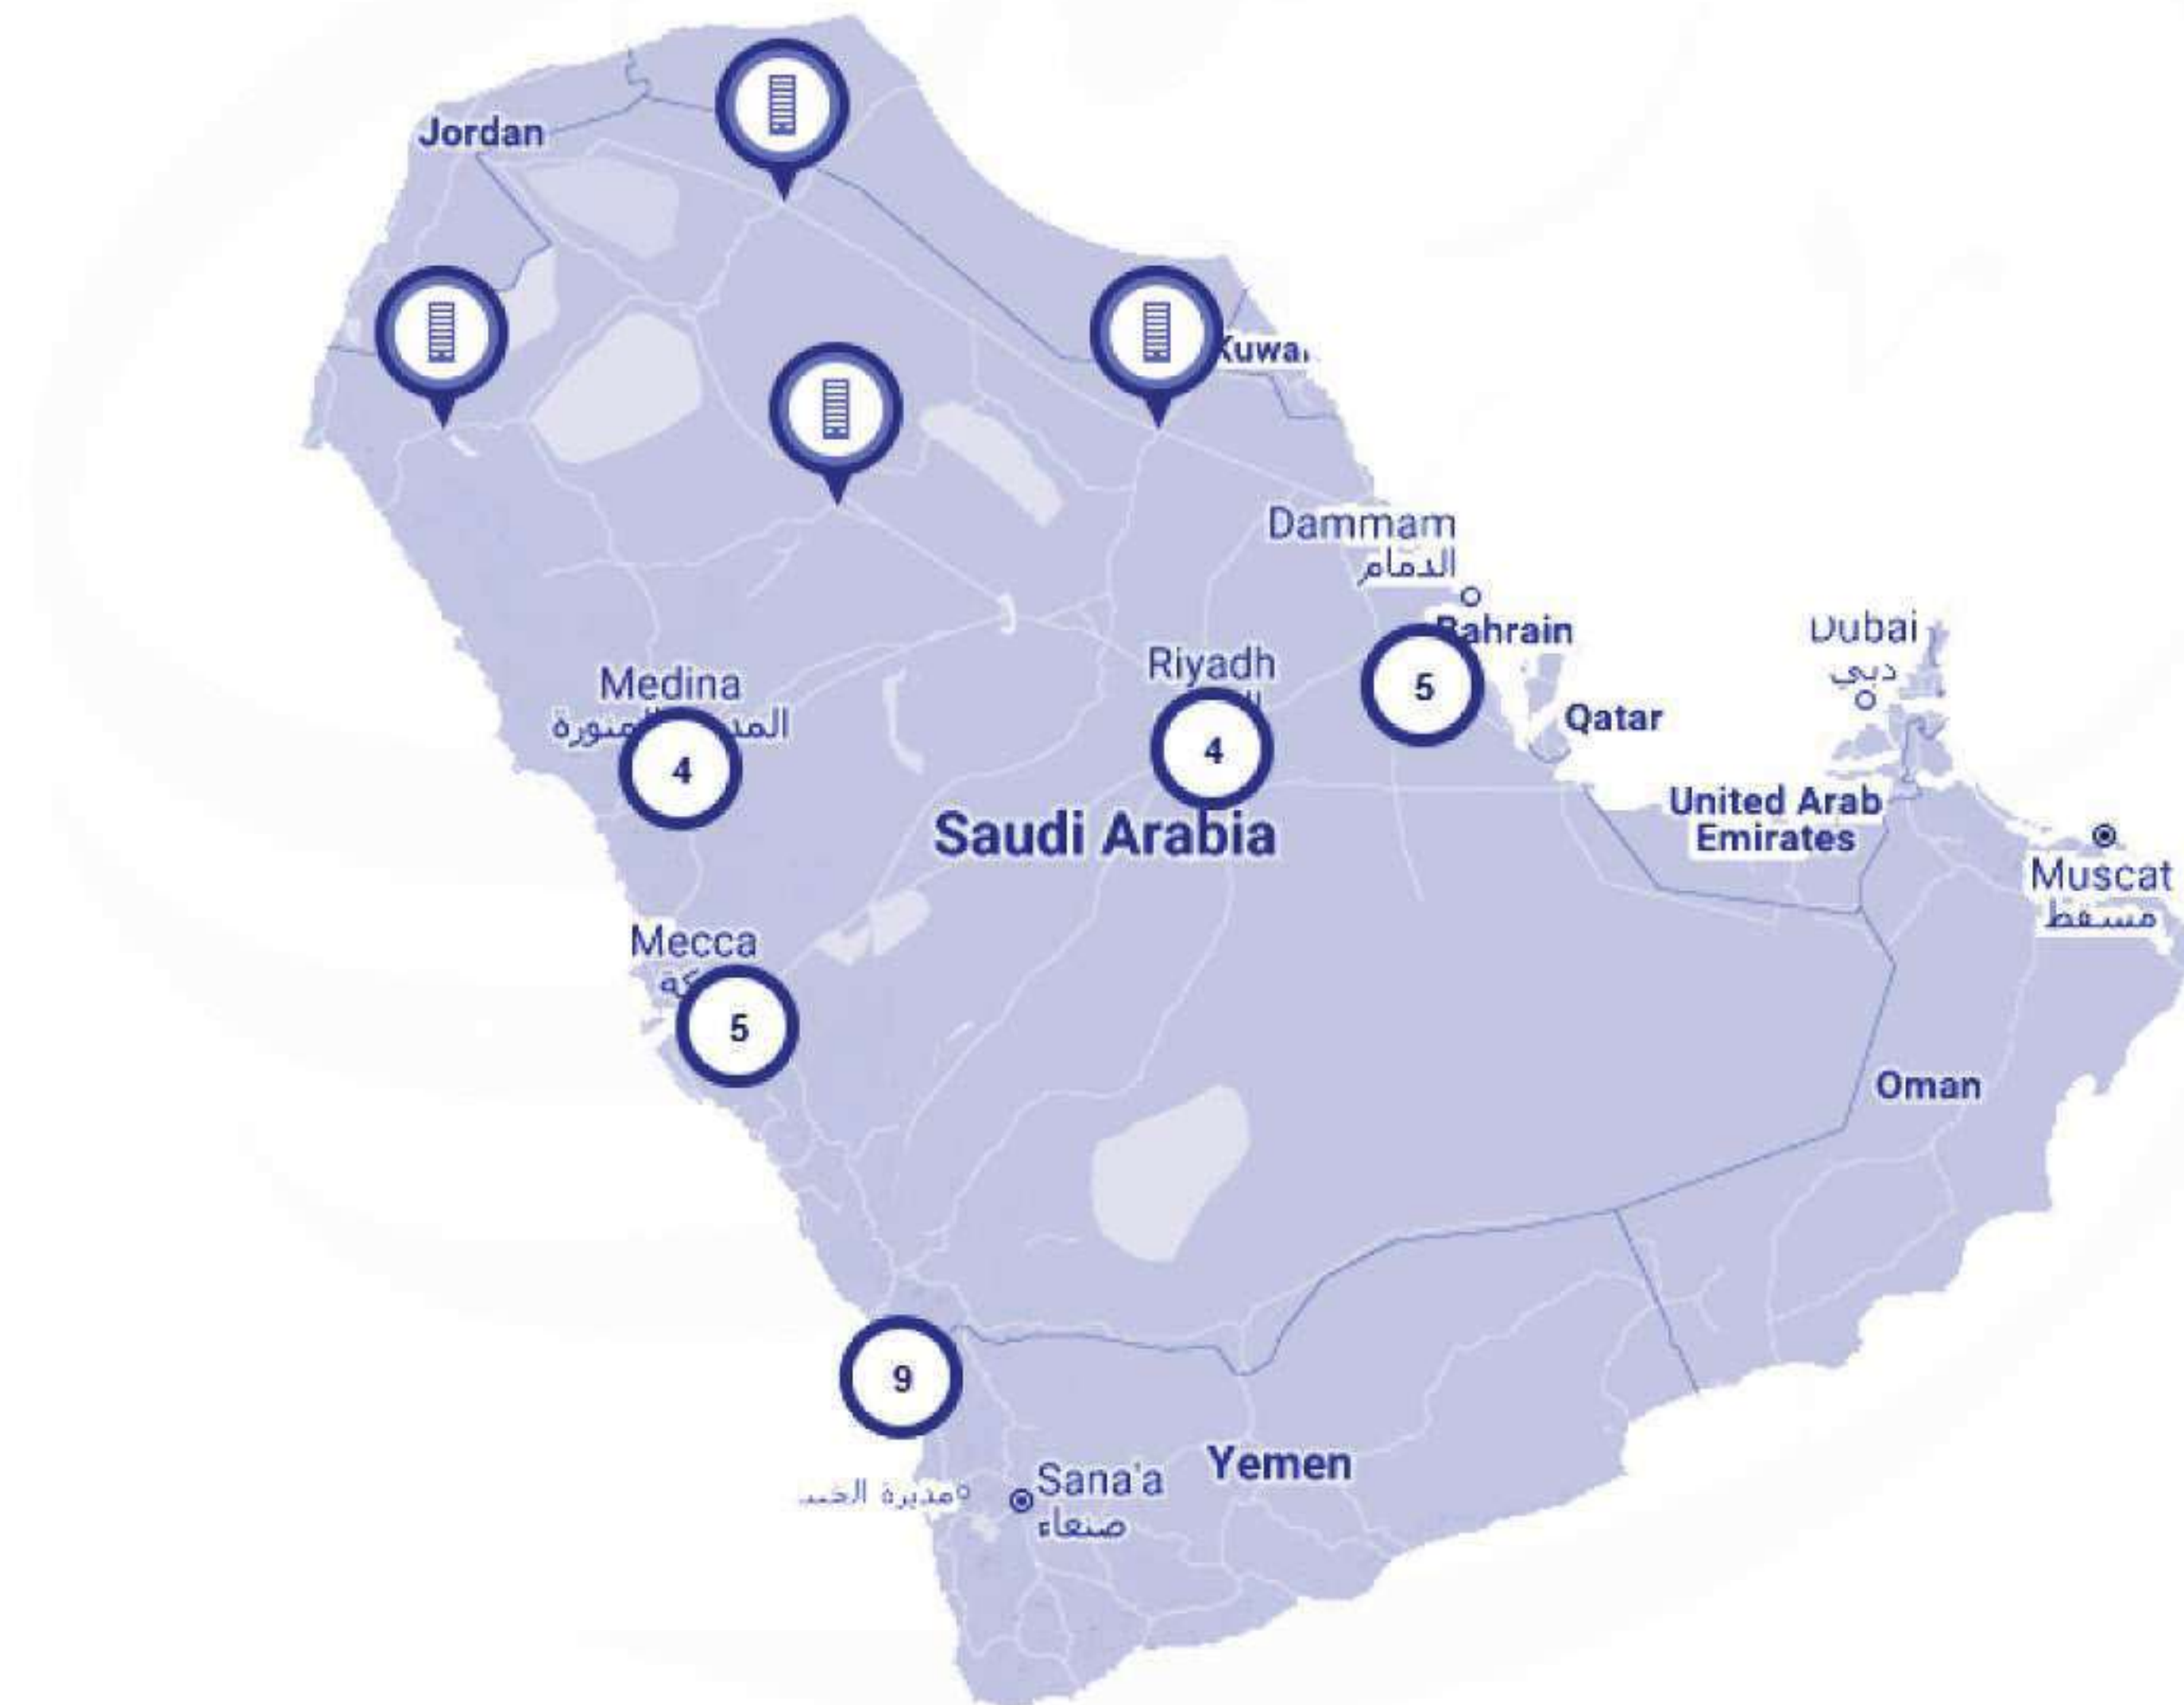 Jordan
Dammam
الدمام
Bahrain
Dubai
دبي
Medina
Riyadh
5
Qatar
4
4
Saudi Arabia
United Arab
Emirates
Muscat
مسقط
Mecca
5
Oman
9
Yemen
Sana'a
صنعاء
مديرة